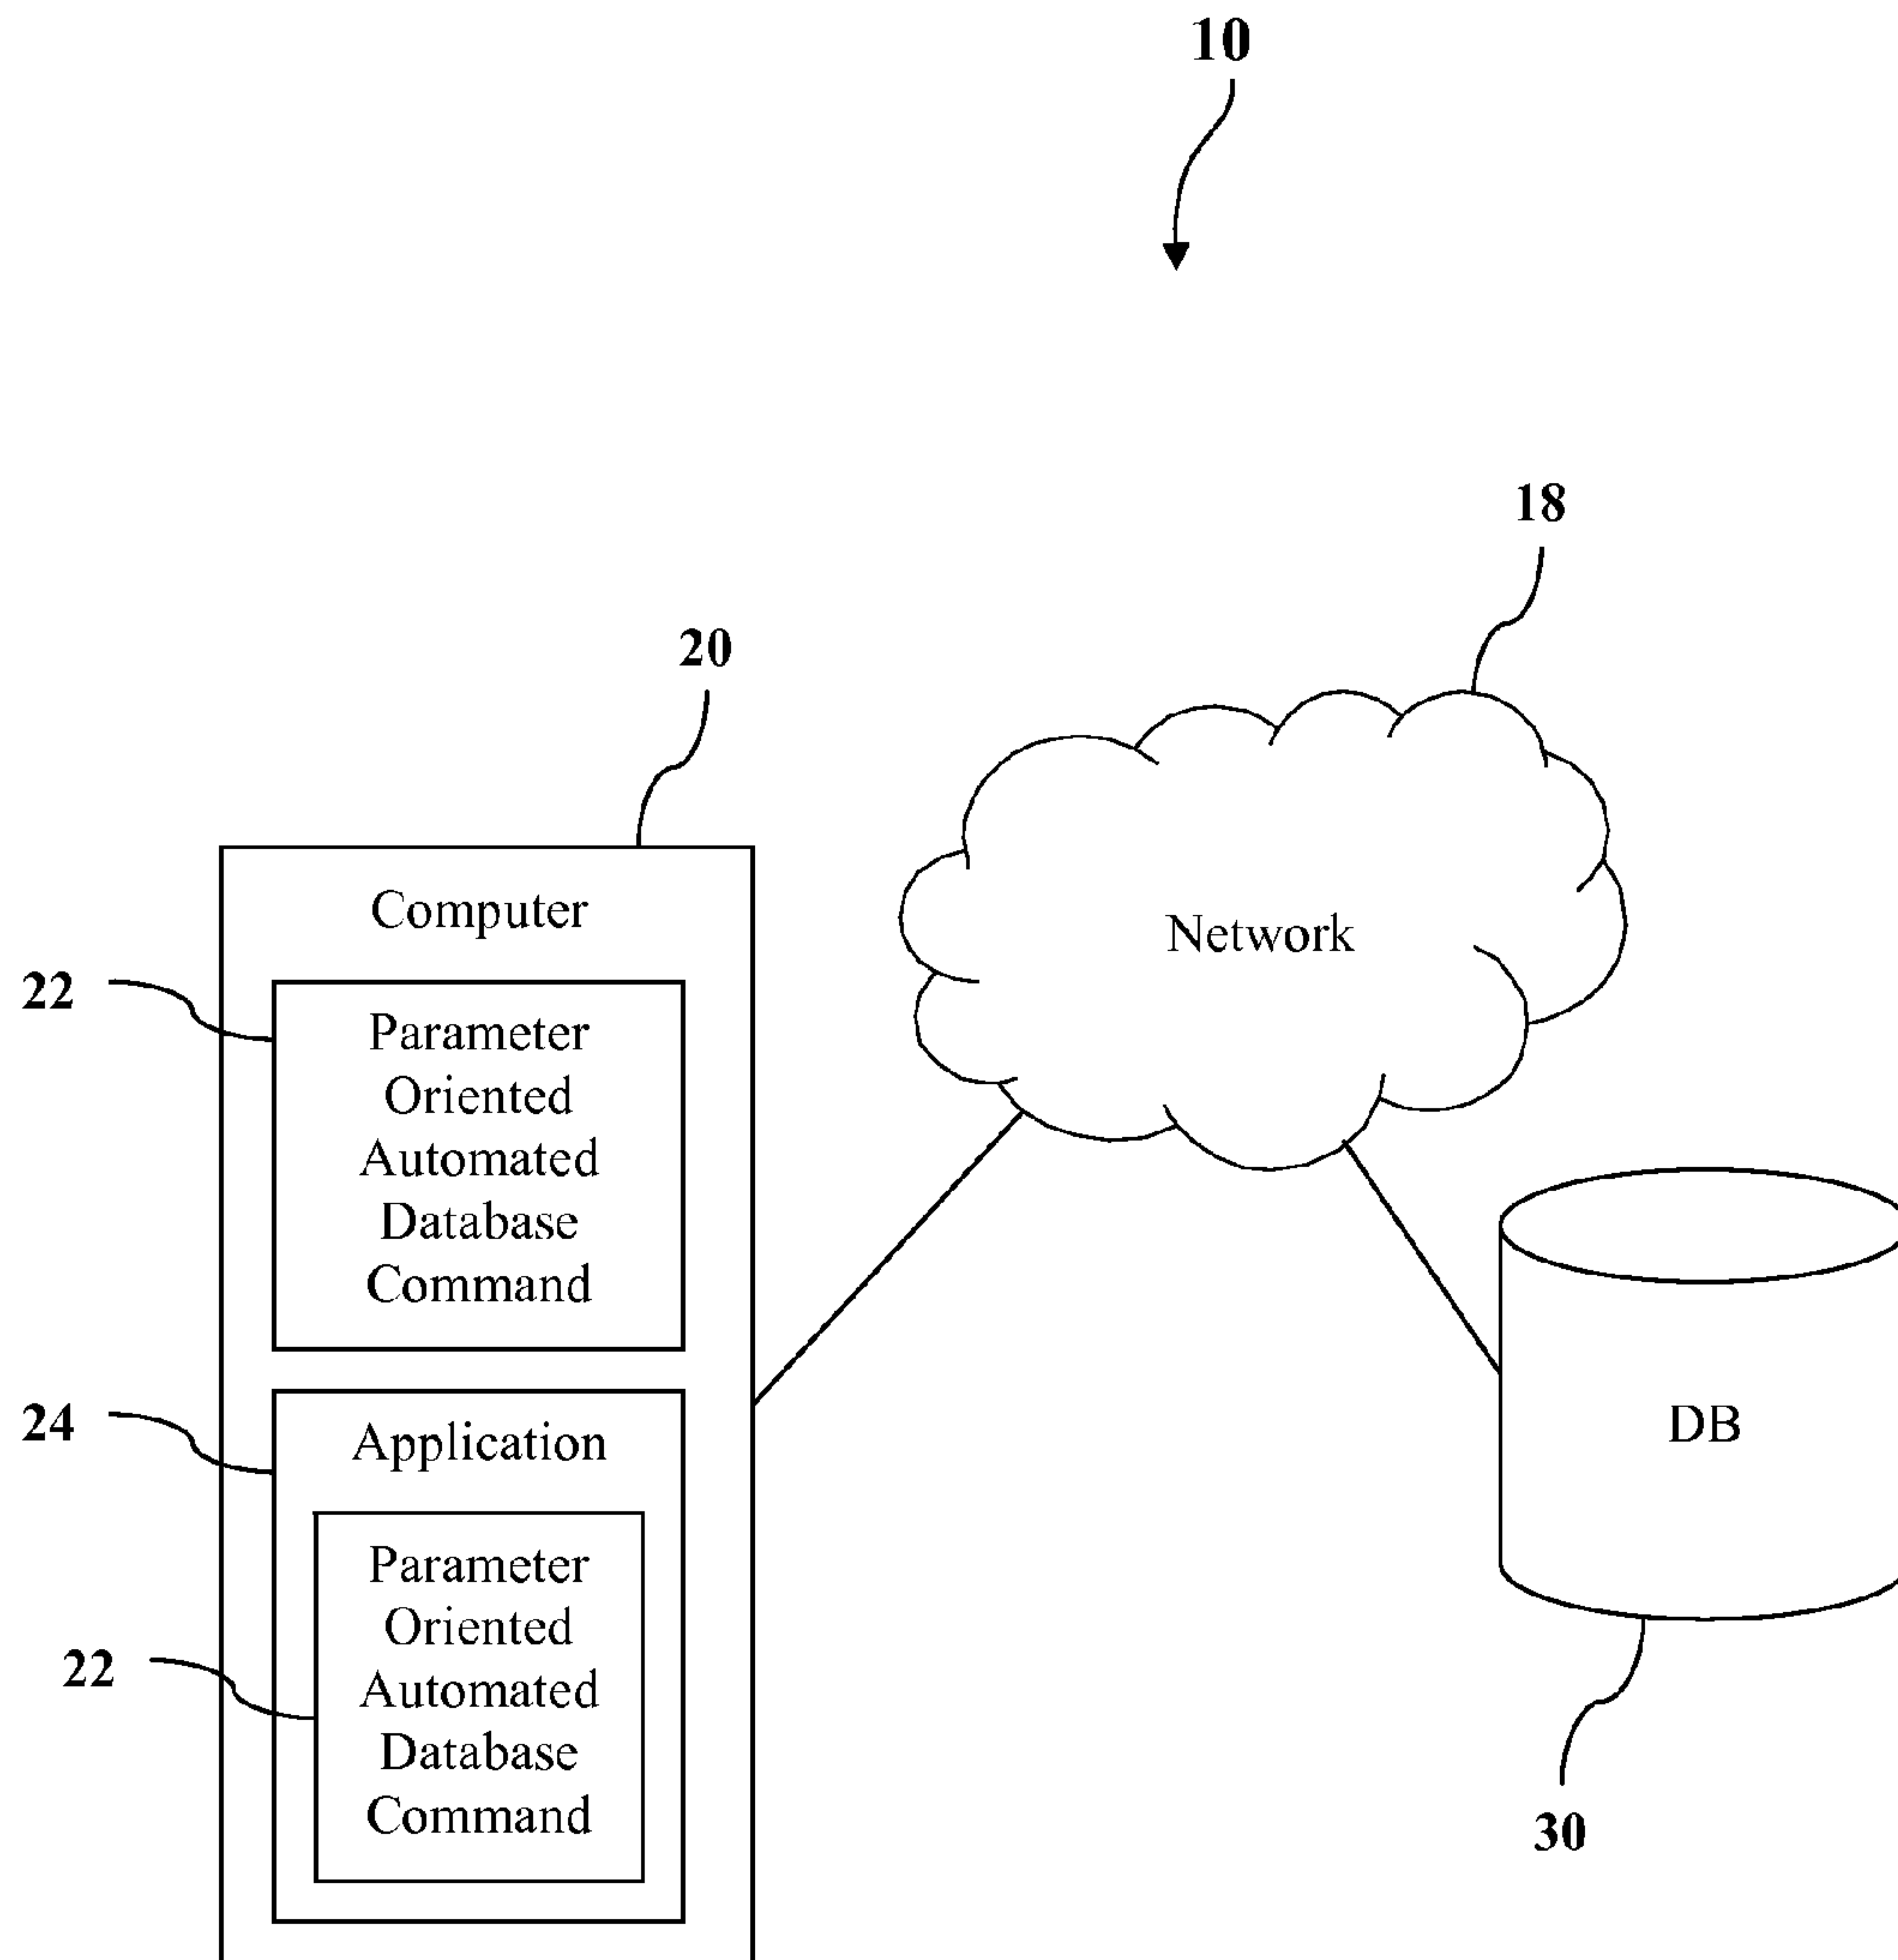 10
18
20
Computer
Network
22
Parameter
Oriented
Automated
Database
Command
24
Application
DB
22
Parameter
Oriented
Automated
Database
Command
30